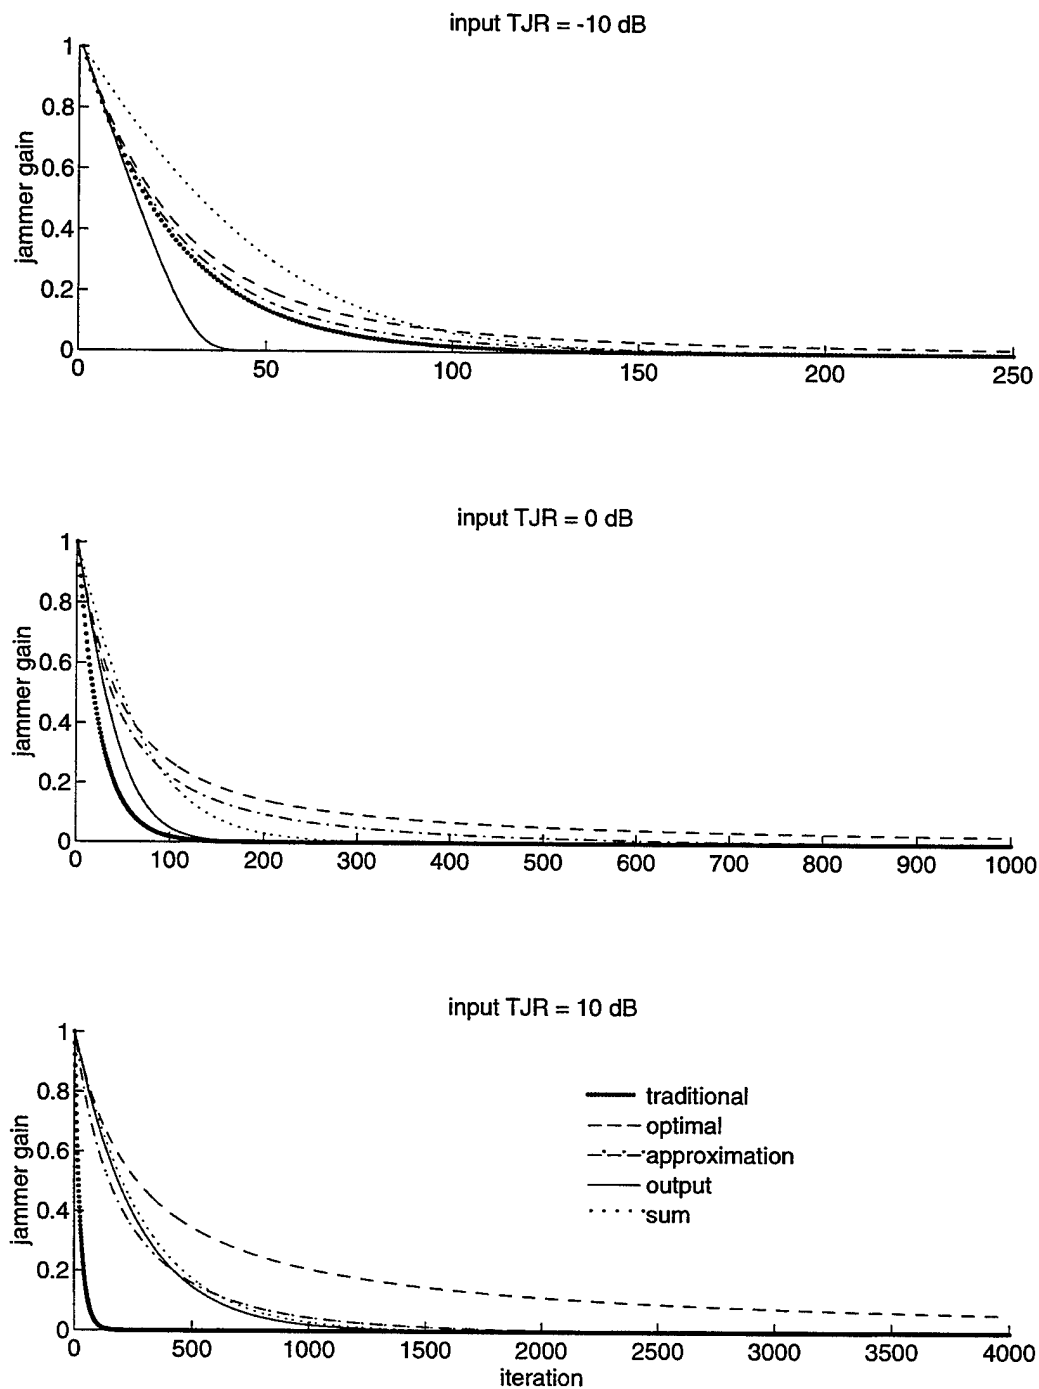 input TJR = -10 dB
1
0.8
0.6
0.4
0.2
0
jammer gain
0 50 100 150 200 250
input TJR = 0 dB
1
0.8
0.6
0.4
0.2
0
jammer gain
0 100 200 300 400 500 600 700 800 900 1000
input TJR = 10 dB
1
0.8
0.6
0.4
0.2
0
jammer gain
traditional
optimal
approximation
output
sum
0 500 1000 1500 2000 2500 3000 3500 4000
iteration